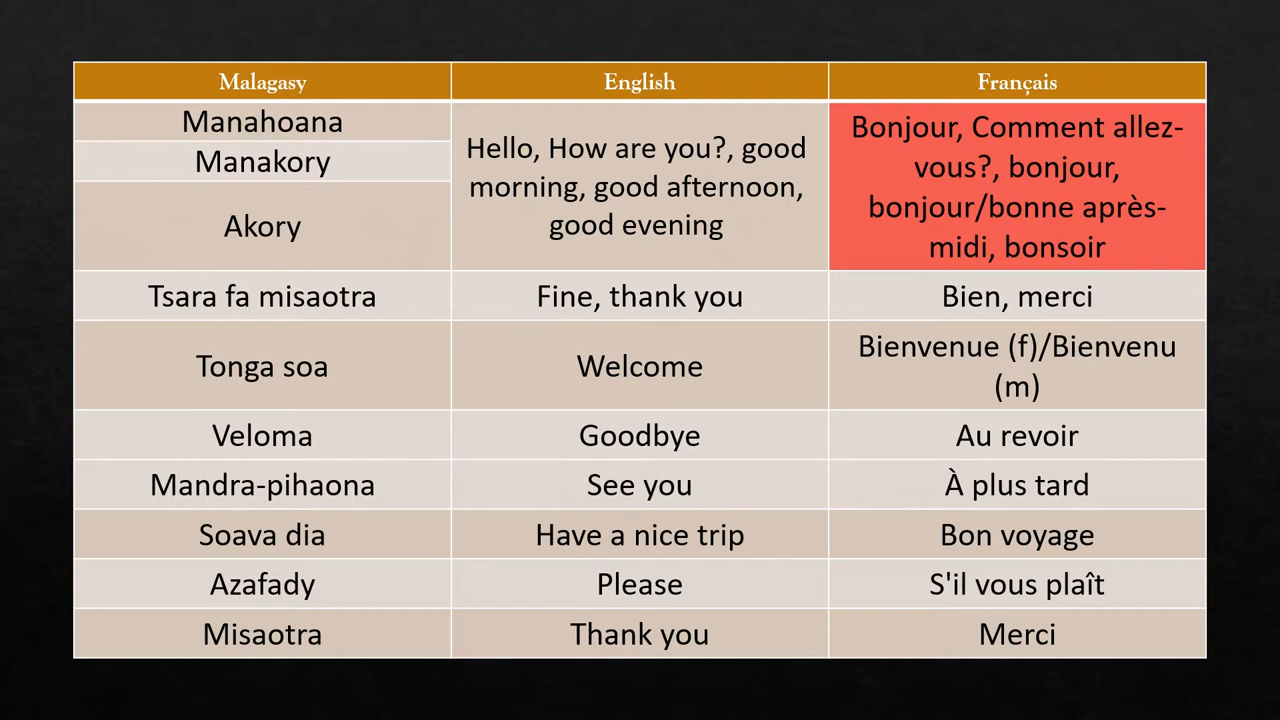 Malagasy English Français
Manahoana
Manakory
Akory
Hello, How are you?, good
morning, good afternoon,
good evening
Bonjour, Comment allez-
vous?, bonjour,
bonjour/bonne après-
midi, bonsoir
Tsara fa misaotra Fine, thank you Bien, merci
Tonga soa Welcome Bienvenue (f)/Bienvenu
(m)
Veloma Goodbye Au revoir
Mandra-pihaona See you À plus tard
Soava dia Have a nice trip Bon voyage
Azafady Please S'il vous plaît
Misaotra Thank you Merci